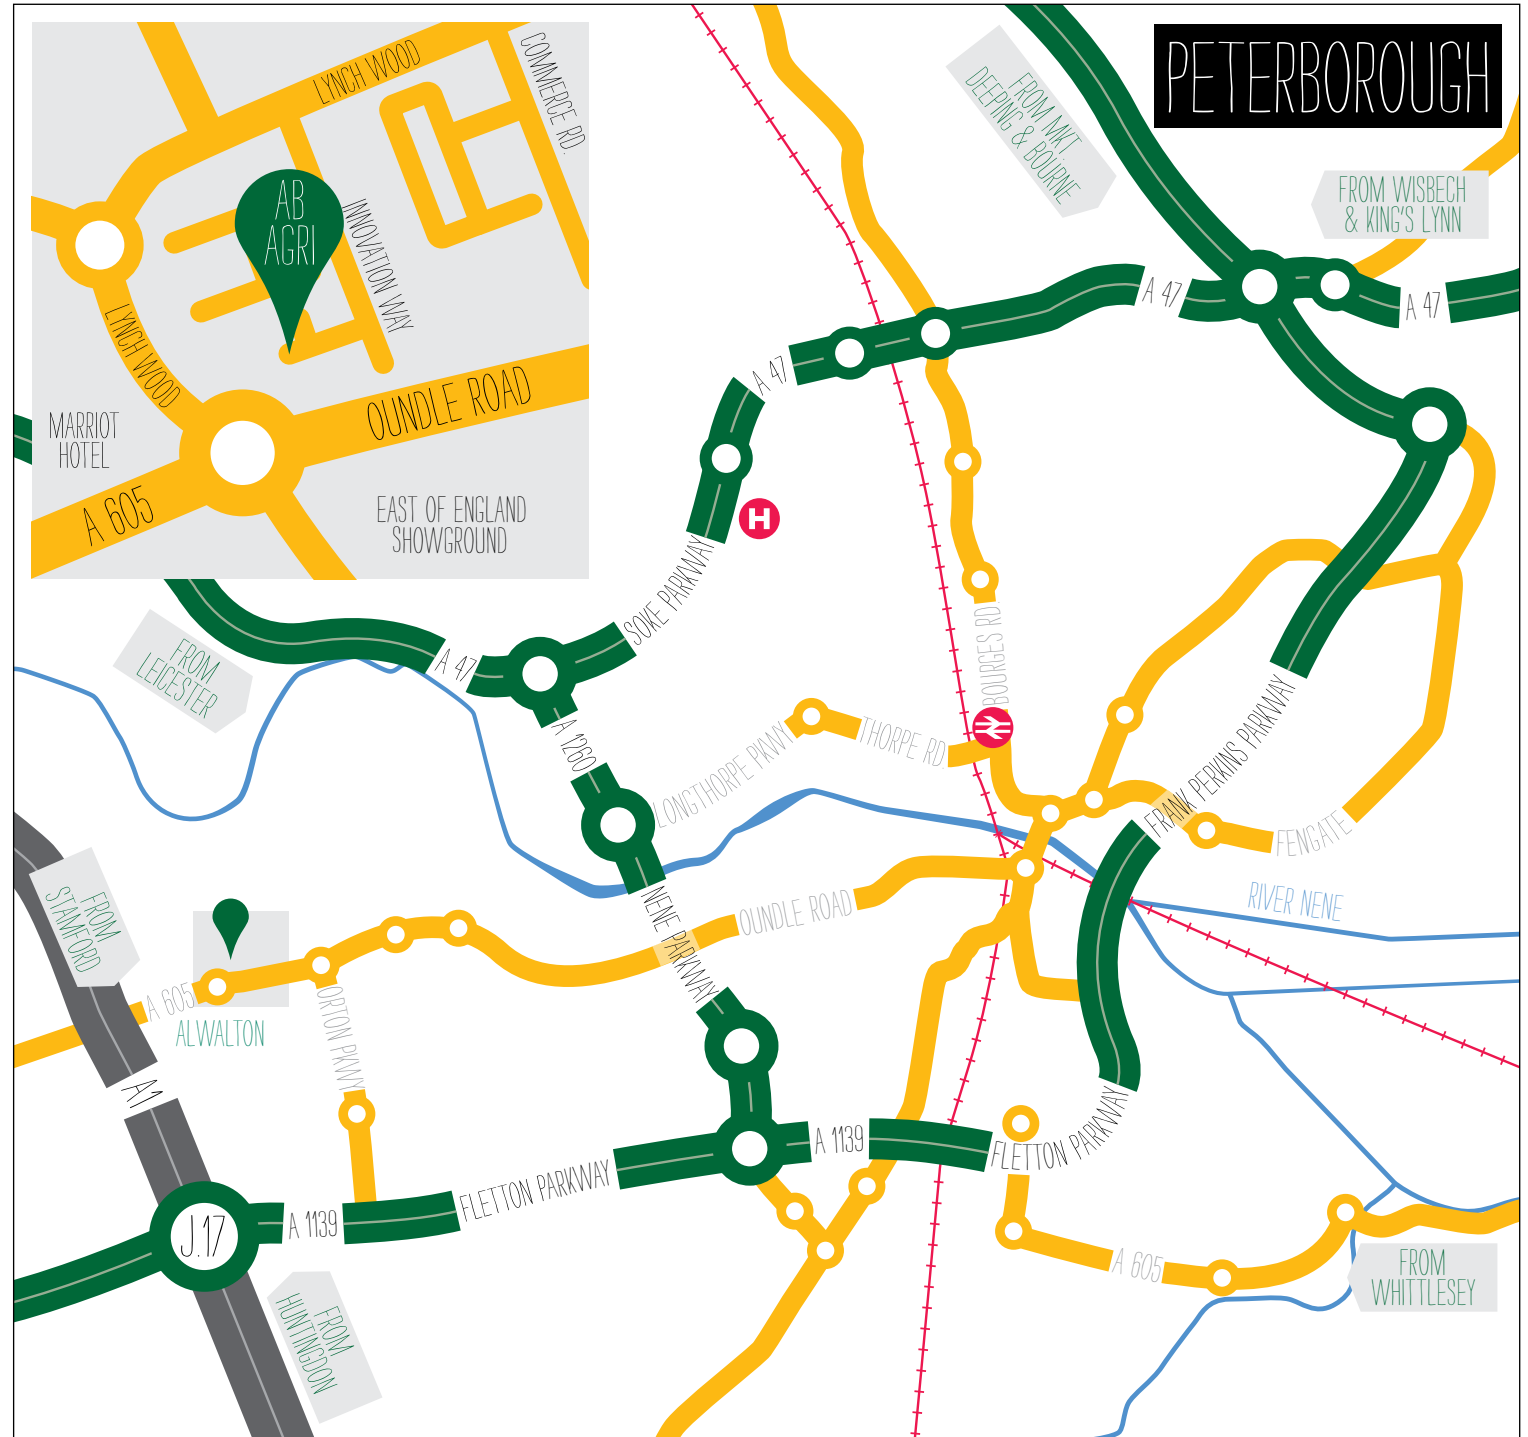 PETERBOROUGH
LYNCH WOOD
COMMERCE RD.
AB
AGRI
INNOVATION WAY
LYNCH WOOD
MARRIOT
HOTEL
OUNDLE ROAD
A 605
EAST OF ENGLAND
SHOWGROUND
FROM MKT.
DEEPING & BOURNE
FROM WISBECH
& KING'S LYNN
A 47
A 47
A 47
H
SOKE PARKWAY
FROM
LEICESTER
A 47
BOURGES RD.
A 1260
LONGTHORPE PKWY
THORPE RD.
FRANK PERKINS PARKWAY
FENGATE
RIVER NENE
FROM
STAMFORD
NENE PARKWAY
OUNDLE ROAD
A 605
ALWALTON
ORTON PKWY
A1
A 1139
FLETTON PARKWAY
FLETTON PARKWAY
A 1139
J.17
A 605
FROM
WHITTLESEY
FROM
HUNTINGDON